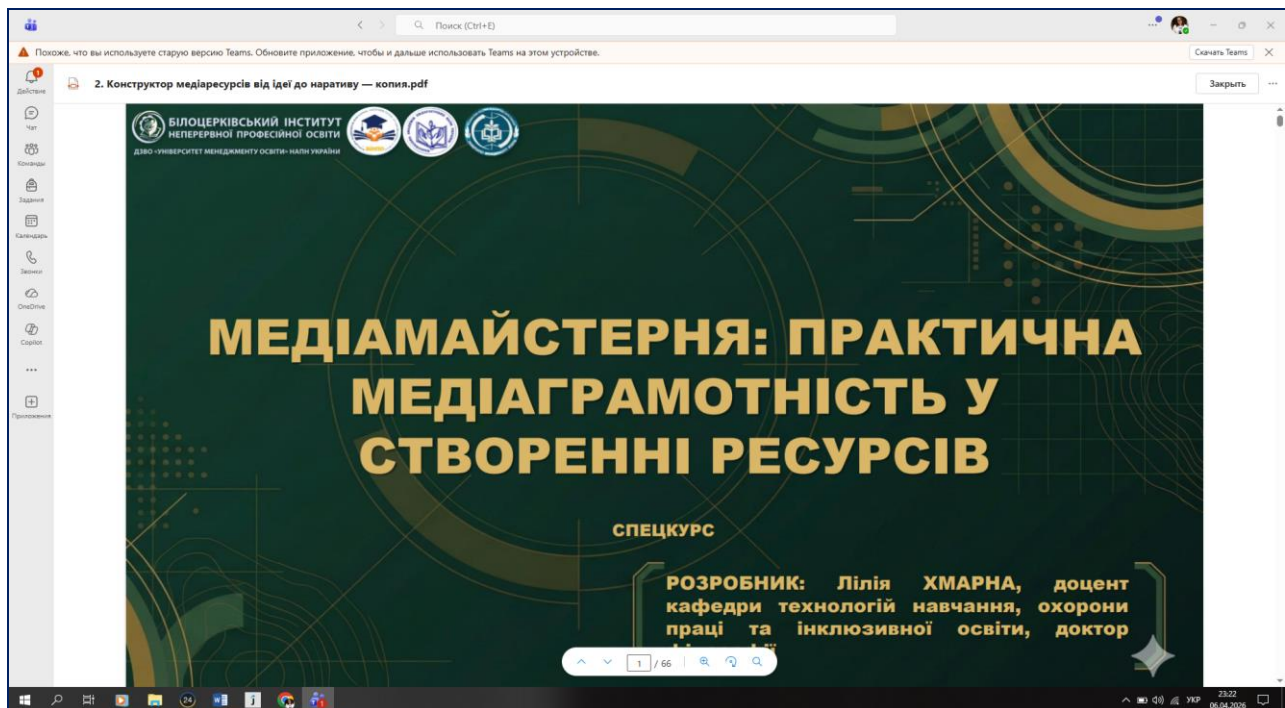 Поиск (Ctrl+E)
Похоже, что вы используете старую версию Teams. Обновите приложение, чтобы и дальше использовать Teams на этом устройстве.
Скачать Teams
2. Конструктор медіаресурсів від ідеї до наративу — копия.pdf
Закрыть
Действие
Чат
Команды
Задания
Календарь
Звонки
OneDrive
Copilot
Приложения
БІЛОЦЕРКІВСЬКИЙ ІНСТИТУТ
НЕПЕРЕРВНОЇ ПРОФЕСІЙНОЇ ОСВІТИ
ДЗВО «УНІВЕРСИТЕТ МЕНЕДЖМЕНТУ ОСВІТИ» НАПН УКРАЇНИ
МЕДІАМАЙСТЕРНЯ: ПРАКТИЧНА
МЕДІАГРАМОТНІСТЬ У
СТВОРЕННІ РЕСУРСІВ
СПЕЦКУРС
РОЗРОБНИК: Лілія ХМАРНА, доцент
кафедри технологій навчання, охорони
праці та інклюзивної освіти, доктор
1 / 66
24
УКР
23:22
06.04.2026